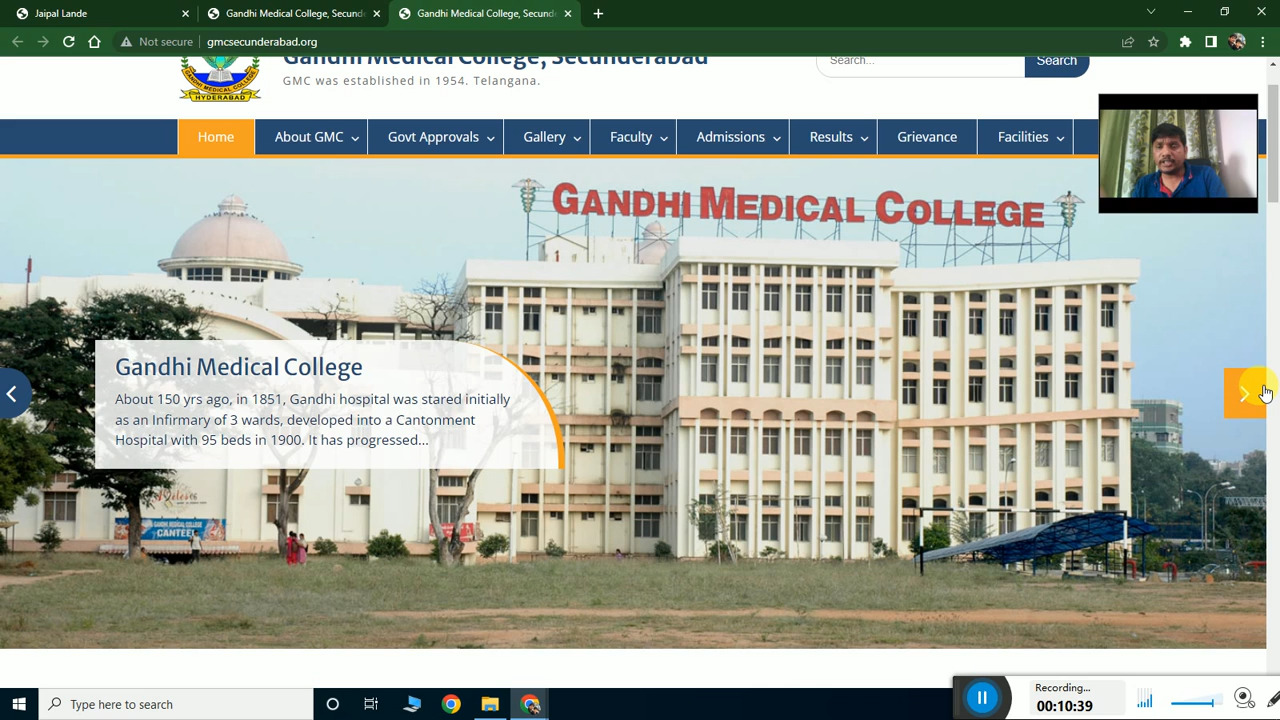 Jaipal Lande
Gandhi Medical College, Secund
Gandhi Medical College, Secund
Not secure
gmcsecunderabad.org
Gandhi Medical College, Secunderabad
GMC was established in 1954. Telangana.
Search...
Search
HYDERABAD
Home
About GMC
Govt Approvals
Gallery
Faculty
Admissions
Results
Grievance
Facilities
GANDHI MEDICAL COLLEGE
Gandhi Medical College
About 150 yrs ago, in 1851, Gandhi hospital was stared initially
as an Infirmary of 3 wards, developed into a Cantonment
Hospital with 95 beds in 1900. It has progressed...
GANDHI MEDICAL COLLEGE
CANTEEN
Type here to search
Recording...
00:10:39